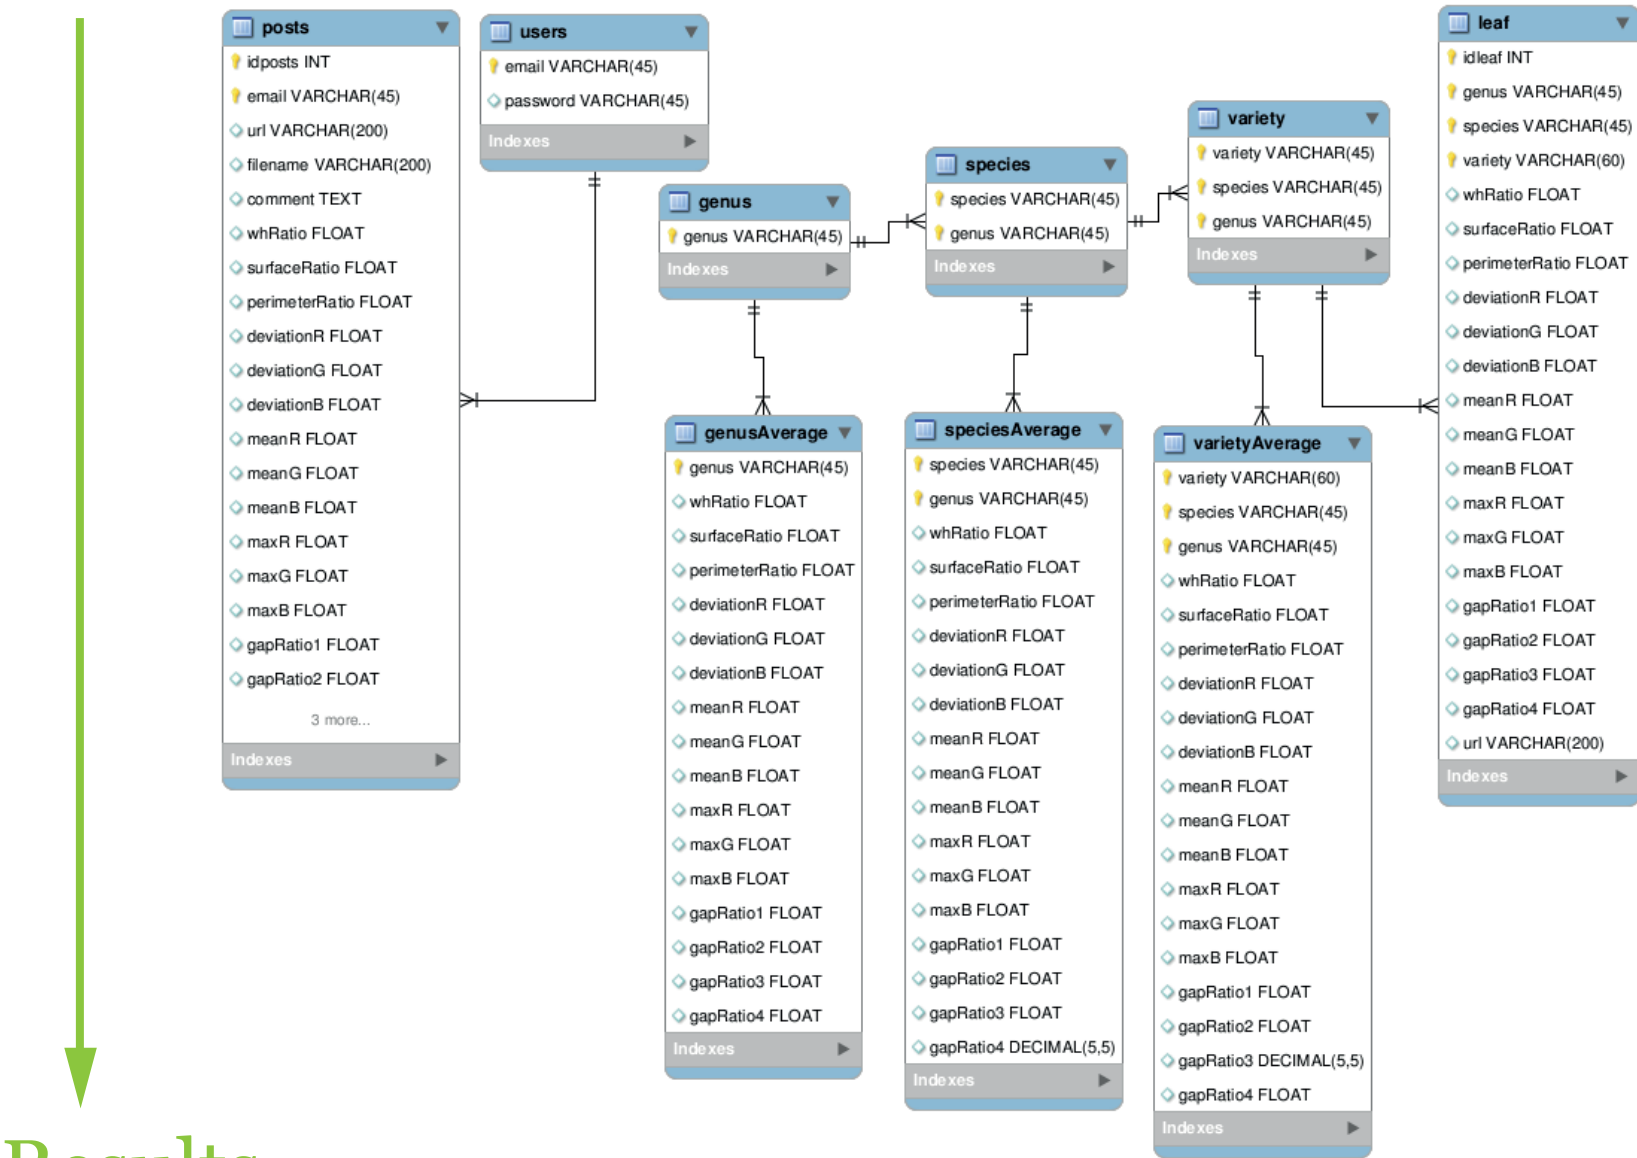 posts
idposts INT
email VARCHAR(45)
url VARCHAR(200)
filename VARCHAR(200)
comment TEXT
whRatio FLOAT
surfaceRatio FLOAT
perimeterRatio FLOAT
deviationR FLOAT
deviationG FLOAT
deviationB FLOAT
meanR FLOAT
meanG FLOAT
meanB FLOAT
maxR FLOAT
maxG FLOAT
maxB FLOAT
gapRatio1 FLOAT
gapRatio2 FLOAT
3 more...
Indexes
users
email VARCHAR(45)
password VARCHAR(45)
Indexes
genus
genus VARCHAR(45)
Indexes
species
species VARCHAR(45)
genus VARCHAR(45)
Indexes
variety
variety VARCHAR(45)
species VARCHAR(45)
genus VARCHAR(45)
Indexes
leaf
idleaf INT
genus VARCHAR(45)
species VARCHAR(45)
variety VARCHAR(60)
whRatio FLOAT
surfaceRatio FLOAT
perimeterRatio FLOAT
deviationR FLOAT
deviationG FLOAT
deviationB FLOAT
meanR FLOAT
meanG FLOAT
meanB FLOAT
maxR FLOAT
maxG FLOAT
maxB FLOAT
gapRatio1 FLOAT
gapRatio2 FLOAT
gapRatio3 FLOAT
gapRatio4 FLOAT
url VARCHAR(200)
Indexes
genusAverage
genus VARCHAR(45)
whRatio FLOAT
surfaceRatio FLOAT
perimeterRatio FLOAT
deviationR FLOAT
deviationG FLOAT
deviationB FLOAT
meanR FLOAT
meanG FLOAT
meanB FLOAT
maxR FLOAT
maxG FLOAT
maxB FLOAT
gapRatio1 FLOAT
gapRatio2 FLOAT
gapRatio3 FLOAT
gapRatio4 FLOAT
Indexes
speciesAverage
species VARCHAR(45)
genus VARCHAR(45)
whRatio FLOAT
surfaceRatio FLOAT
perimeterRatio FLOAT
deviationR FLOAT
deviationG FLOAT
deviationB FLOAT
meanR FLOAT
meanG FLOAT
meanB FLOAT
maxR FLOAT
maxG FLOAT
maxB FLOAT
gapRatio1 FLOAT
gapRatio2 FLOAT
gapRatio3 FLOAT
gapRatio4 DECIMAL(5,5)
Indexes
varietyAverage
variety VARCHAR(60)
species VARCHAR(45)
genus VARCHAR(45)
whRatio FLOAT
surfaceRatio FLOAT
perimeterRatio FLOAT
deviationR FLOAT
deviationG FLOAT
deviationB FLOAT
meanR FLOAT
meanG FLOAT
meanB FLOAT
maxR FLOAT
maxG FLOAT
maxB FLOAT
gapRatio1 FLOAT
gapRatio2 FLOAT
gapRatio3 DECIMAL(5,5)
gapRatio4 FLOAT
Indexes
Results